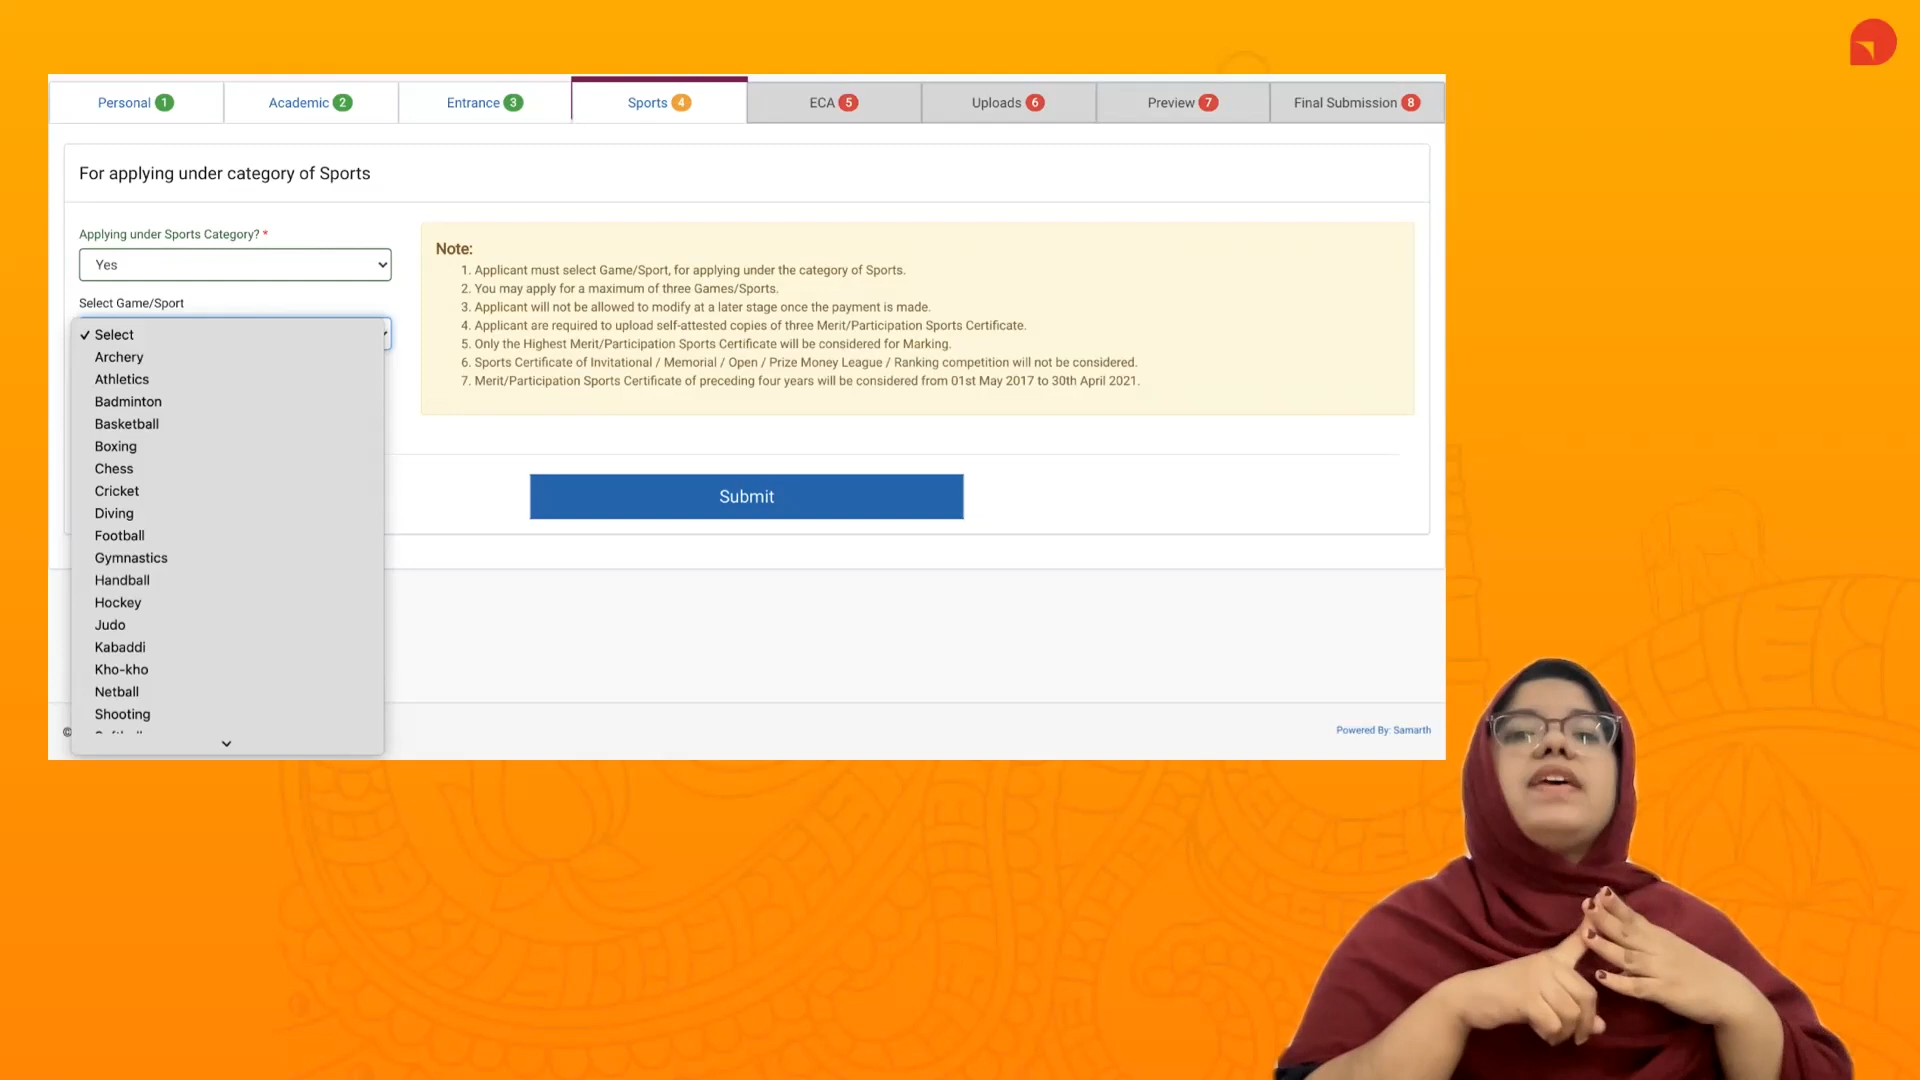 Personal 1
Academic 2
Entrance 3
Sports 4
ECA 5
Uploads 6
Preview 7
Final Submission 8
For applying under category of Sports
Applying under Sports Category? *
Yes
Select Game/Sport
✓ Select
Archery
Athletics
Badminton
Basketball
Boxing
Chess
Cricket
Diving
Football
Gymnastics
Handball
Hockey
Judo
Kabaddi
Kho-kho
Netball
Shooting
Note:
1. Applicant must select Game/Sport, for applying under the category of Sports.
2. You may apply for a maximum of three Games/Sports.
3. Applicant will not be allowed to modify at a later stage once the payment is made.
4. Applicant are required to upload self-attested copies of three Merit/Participation Sports Certificate.
5. Only the Highest Merit/Participation Sports Certificate will be considered for Marking.
6. Sports Certificate of Invitational / Memorial / Open / Prize Money League / Ranking competition will not be considered.
7. Merit/Participation Sports Certificate of preceding four years will be considered from 01st May 2017 to 30th April 2021.
Submit
©
Powered By: Samarth